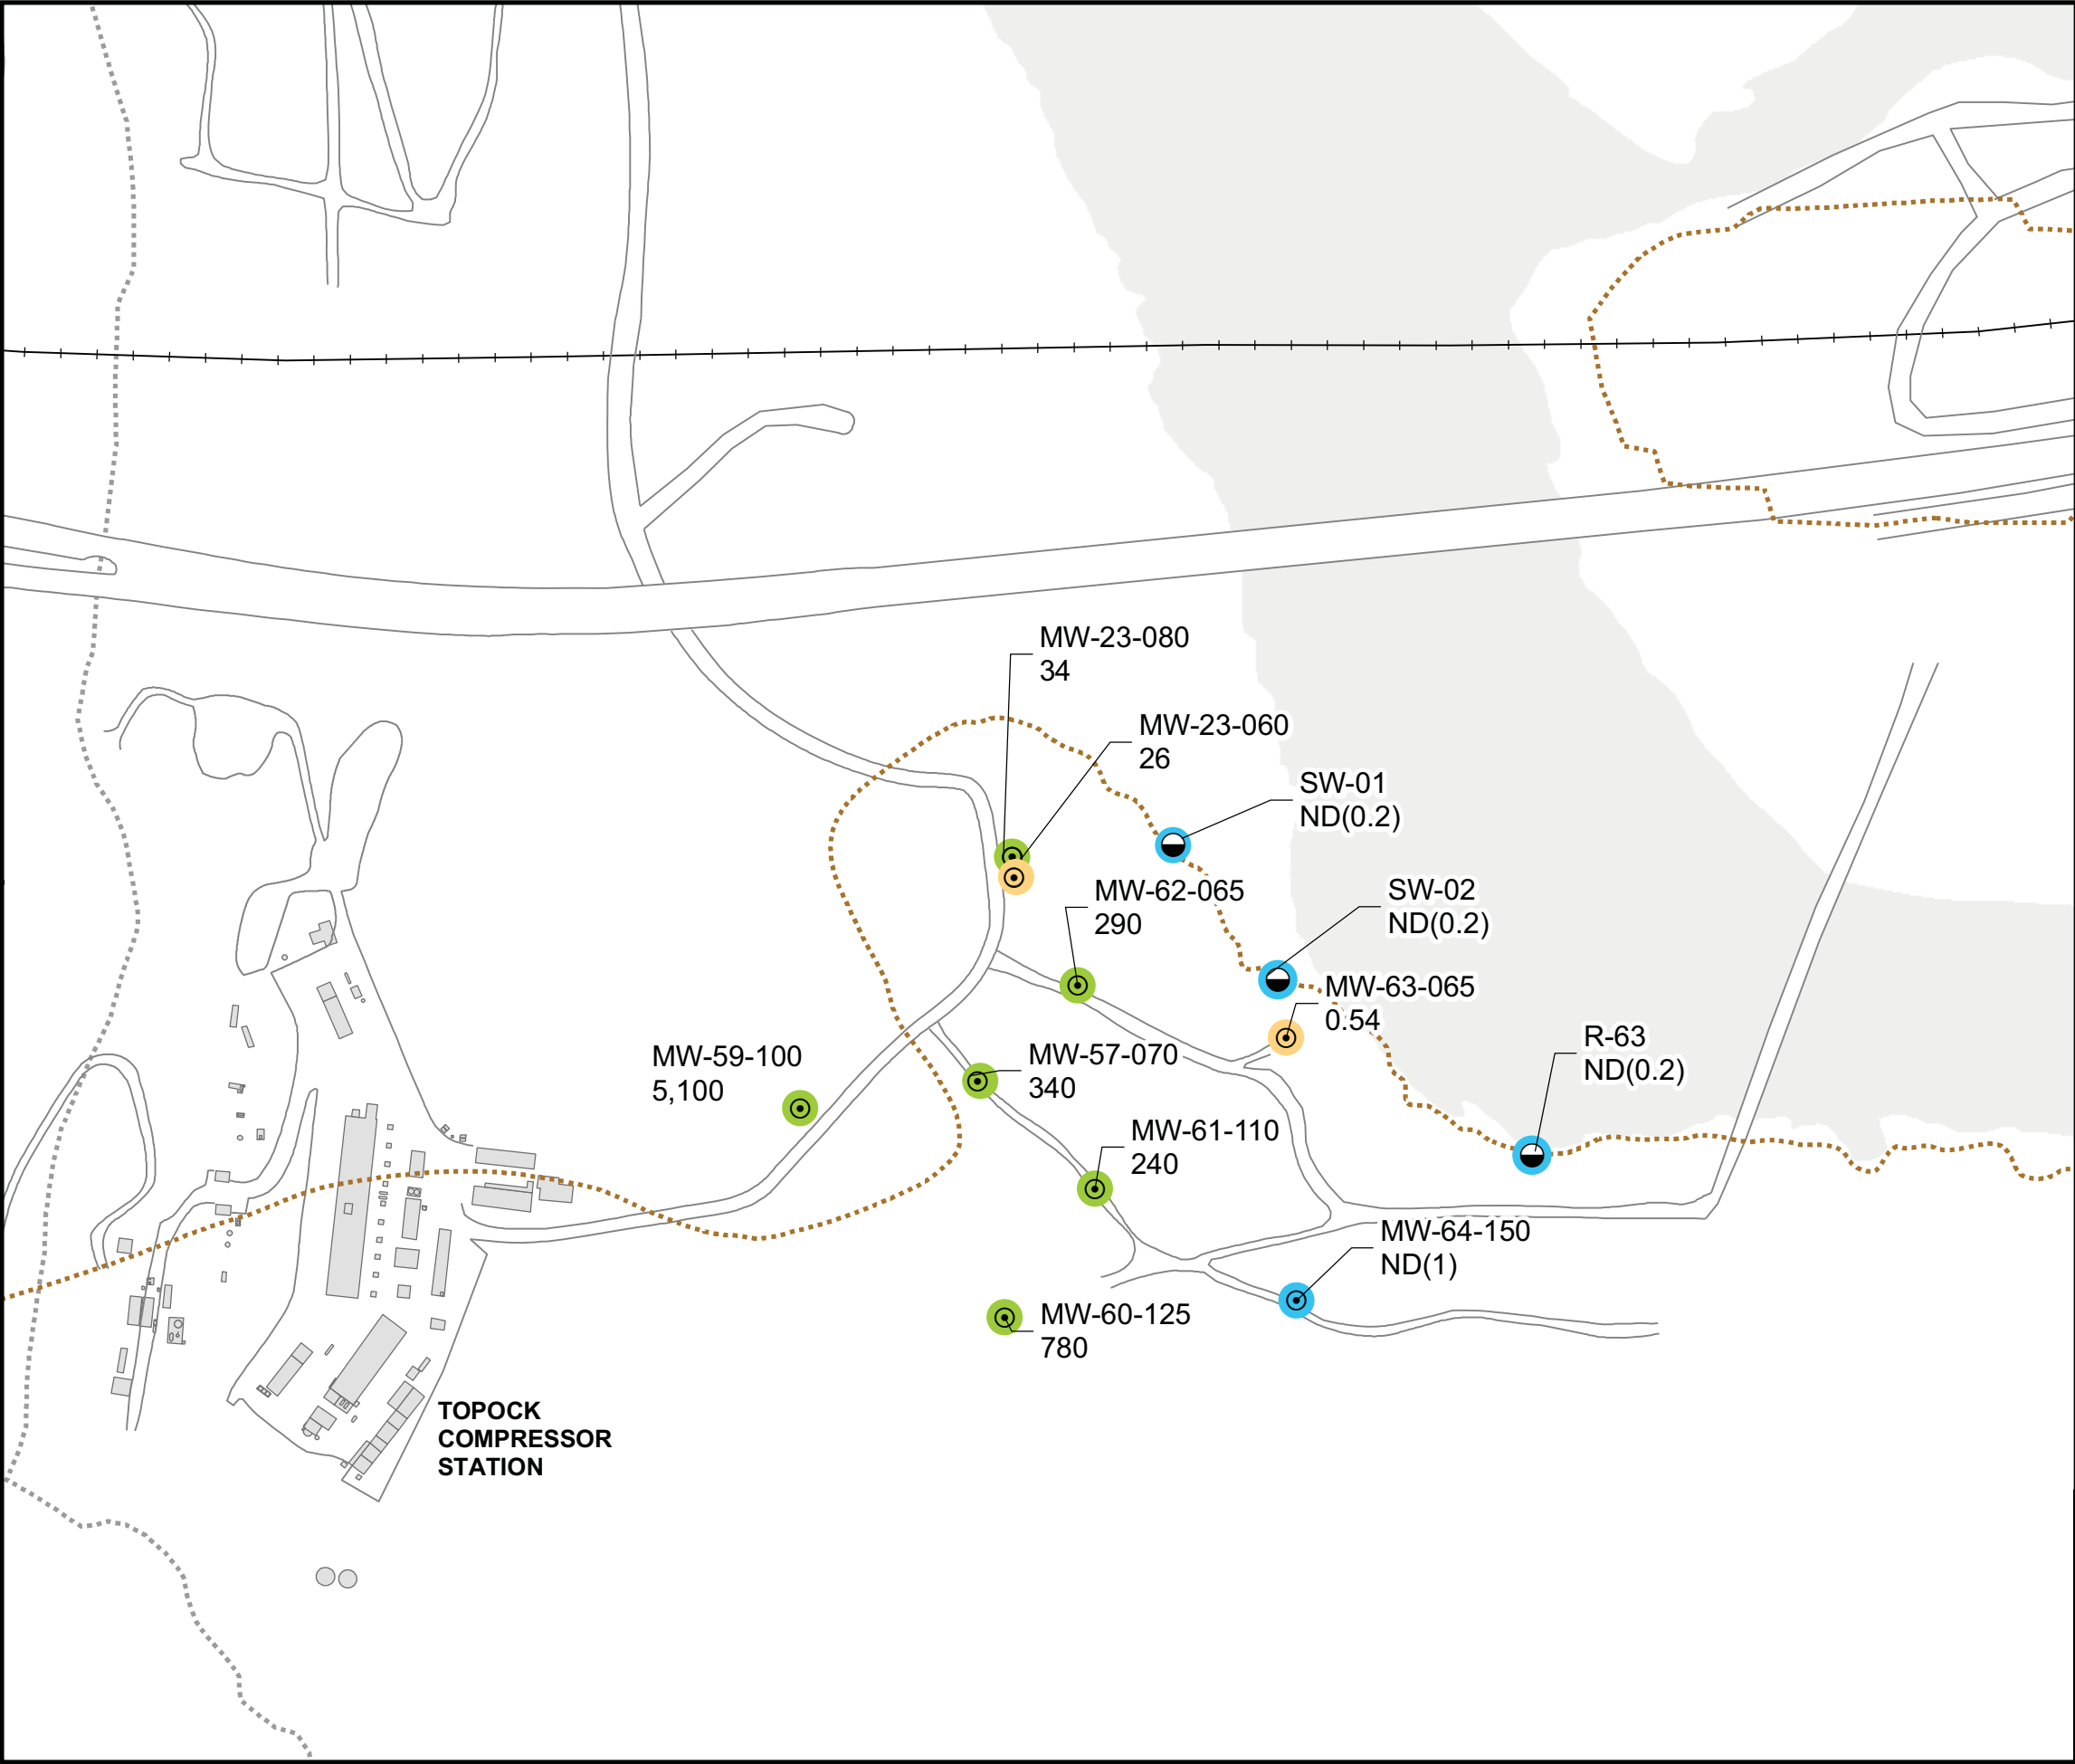 MW-23-080
34
MW-23-060
26
SW-01
ND(0.2)
MW-62-065
290
SW-02
ND(0.2)
MW-63-065
0.54
R-63
ND(0.2)
MW-59-100
5,100
MW-57-070
340
MW-61-110
240
MW-64-150
ND(1)
MW-60-125
780
TOPOCK
COMPRESSOR
STATION